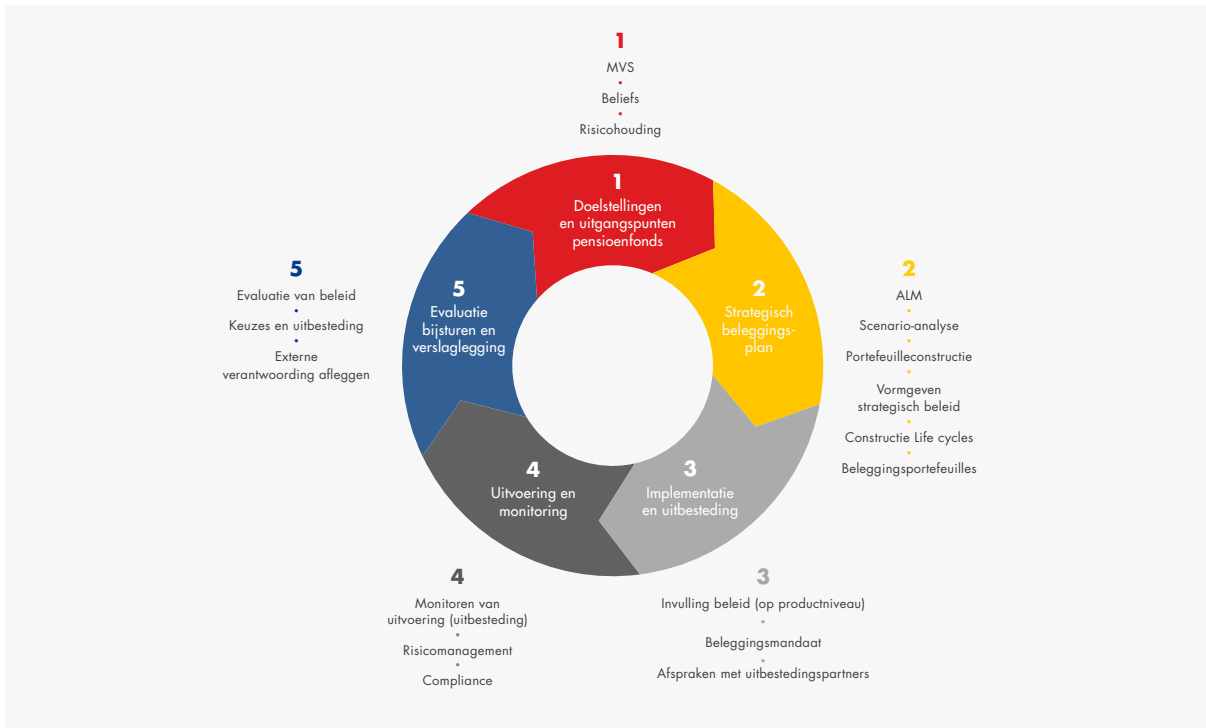 1
MVS
Beliefs
Risicohouding
1
Doelstellingen
en uitgangspunten
pensioenfonds
2
Strategisch
beleggings-
plan
2
ALM
Scenario-analyse
Portefeuilleconstructie
Vormgeven
strategisch beleid
Constructie Life cycles
Beleggingsportefeuilles
3
Implementatie
en uitbesteding
3
Invulling beleid (op productniveau)
Beleggingsmandaat
Afspraken met uitbestedingspartners
4
Uitvoering en
monitoring
4
Monitoren van
uitvoering (uitbesteding)
Risicomanagement
Compliance
5
Evaluatie
bijsturen en
verslaglegging
5
Evaluatie van beleid
Keuzes en uitbesteding
Externe
verantwoording afleggen